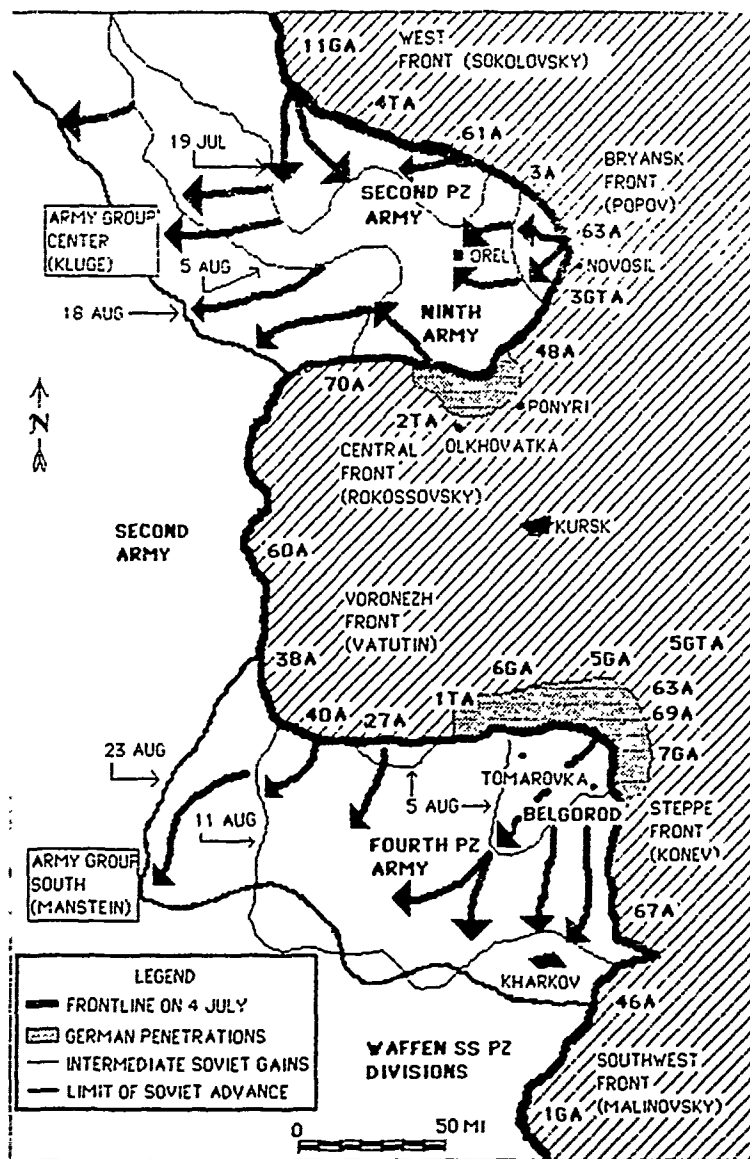 11GA
WEST
FRONT (SOKOLOVSKY)
4TA
61A
19 JUL
3A
BRYANSK
FRONT
(POPOV)
SECOND PZ
ARMY
ARMY GROUP
CENTER
(KLUGE)
63A
5 AUG
OREL
NOVOSIL
3GTA
18 AUG
NINTH
ARMY
48A
70A
N
PONYRI
2TA
OLKHOVATKA
CENTRAL
FRONT
(ROKOSSOVSKY)
SECOND
ARMY
KURSK
60A
VORONEZH
FRONT
(VATUTIN)
5GTA
5GA
6GA
38A
63A
1TA
69A
40A
27A
7GA
23 AUG
TOMAROVKA
5 AUG
BELGOROD
STEPPE
FRONT
(KONEV)
11 AUG
FOURTH PZ
ARMY
ARMY GROUP
SOUTH
(MANSTEIN)
67A
KHARKOV
46A
LEGEND
FRONTLINE ON 4 JULY
GERMAN PENETRATIONS
INTERMEDIATE SOVIET GAINS
LIMIT OF SOVIET ADVANCE
WAFFEN SS PZ
DIVISIONS
SOUTHWEST
FRONT
(MALINOVSKY)
1GA
0 50 MI